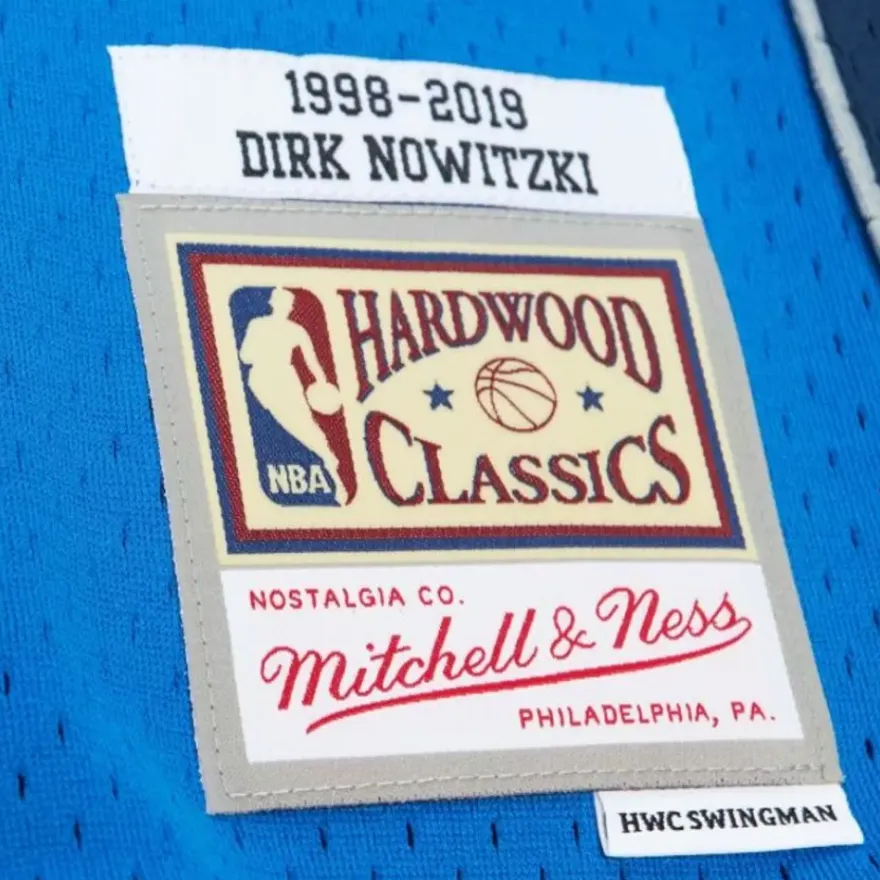 1998-2019
DIRK NOWITZKI
HARDWOOD
CLASSICS
NBA
NOSTALGIA CO.
Mitchell & Ness
PHILADELPHIA, PA.
HWC SWINGMAN